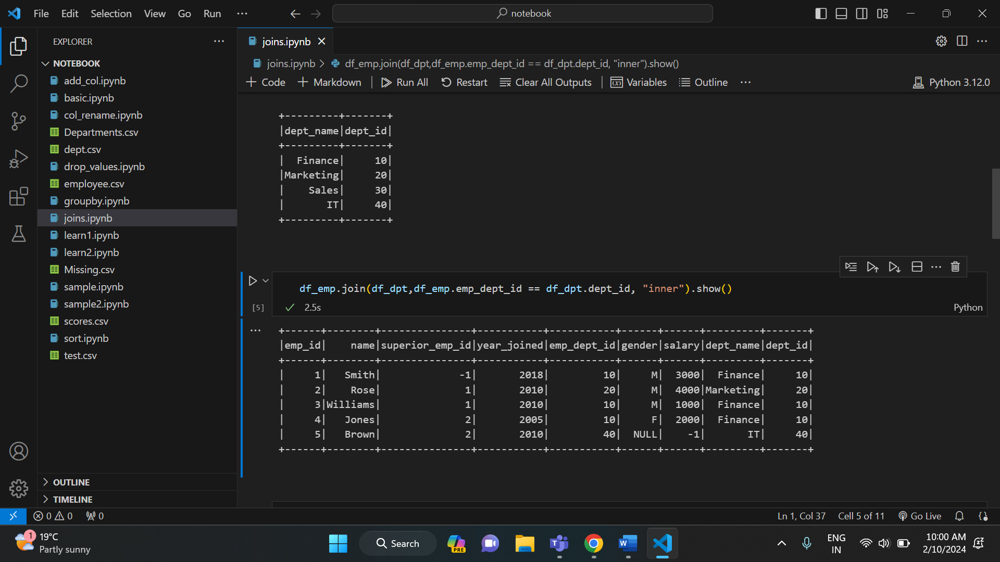 File Edit Selection View Go Run ···
notebook
EXPLORER ···
NOTEBOOK
add_col.ipynb
basic.ipynb
col_rename.ipynb
Departments.csv
dept.csv
drop_values.ipynb
employee.csv
groupby.ipynb
joins.ipynb
learn1.ipynb
learn2.ipynb
Missing.csv
sample.ipynb
sample2.ipynb
scores.csv
sort.ipynb
test.csv
OUTLINE
TIMELINE
joins.ipynb
joins.ipynb > df_emp.join(df_dpt,df_emp.emp_dept_id == df_dpt.dept_id, "inner").show()
+ Code + Markdown | Run All Restart Clear All Outputs | Variables Outline ··· Python 3.12.0
+---------+-------+
|dept_name|dept_id|
+---------+-------+
|  Finance|     10|
|Marketing|     20|
|    Sales|     30|
|       IT|     40|
+---------+-------+
df_emp.join(df_dpt,df_emp.emp_dept_id == df_dpt.dept_id, "inner").show()
[5] 2.5s Python
+------+--------+---------------+-----------+-----------+------+------+---------+-------+
|emp_id|    name|superior_emp_id|year_joined|emp_dept_id|gender|salary|dept_name|dept_id|
+------+--------+---------------+-----------+-----------+------+------+---------+-------+
|     1|   Smith|             -1|       2018|         10|     M|  3000|  Finance|     10|
|     2|    Rose|              1|       2010|         20|     M|  4000|Marketing|     20|
|     3|Williams|              1|       2010|         10|     M|  1000|  Finance|     10|
|     4|   Jones|              2|       2005|         10|     F|  2000|  Finance|     10|
|     5|   Brown|              2|       2010|         40|  NULL|    -1|       IT|     40|
+------+--------+---------------+-----------+-----------+------+------+---------+-------+
0 0 0 Ln 1, Col 37 Cell 5 of 11 Go Live
1 19°C
Partly sunny
Search
PRE
ENG
IN
10:00 AM
2/10/2024